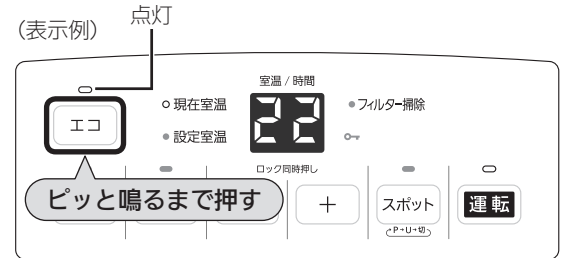 (表示例)
点灯
室温 / 時間
エコ
現在室温
設定室温
22
フィルター掃除
ロック同時押し
ピッと鳴るまで押す
+
スポット
P→U→切
運転